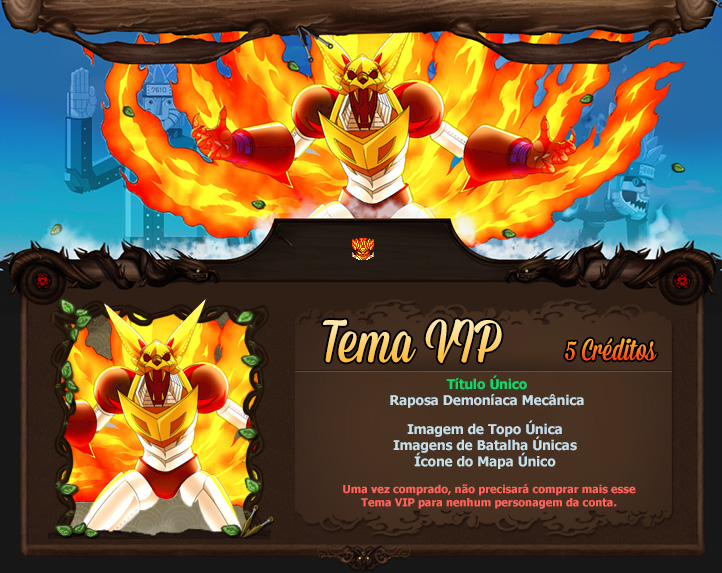 7610
Tema VIP
5 Créditos
Título Único
Raposa Demoníaca Mecânica
Imagem de Topo Única
Imagens de Batalha Únicas
Ícone do Mapa Único
Uma vez comprado, não precisará comprar mais esse
Tema VIP para nenhum personagem da conta.